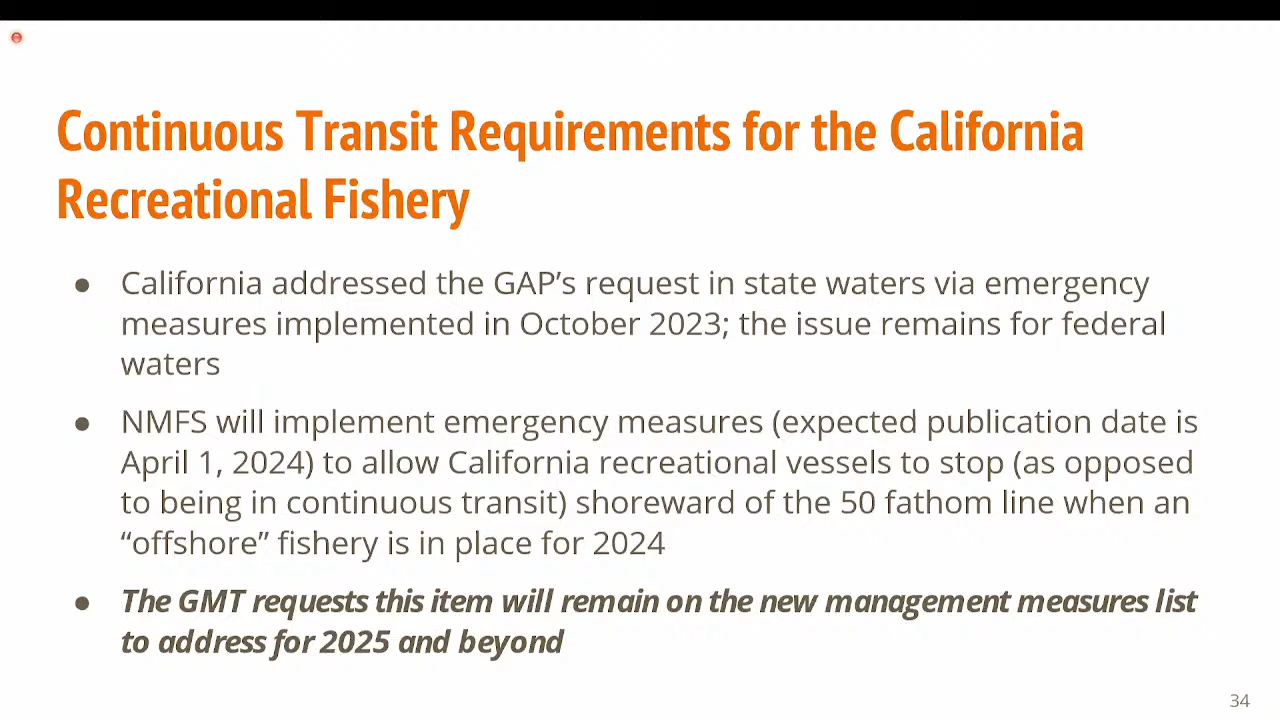 Continuous Transit Requirements for the California
Recreational Fishery
● California addressed the GAP's request in state waters via emergency
measures implemented in October 2023; the issue remains for federal
waters
● NMFS will implement emergency measures (expected publication date is
April 1, 2024) to allow California recreational vessels to stop (as opposed
to being in continuous transit) shoreward of the 50 fathom line when an
“offshore” fishery is in place for 2024
● The GMT requests this item will remain on the new management measures list
to address for 2025 and beyond
34